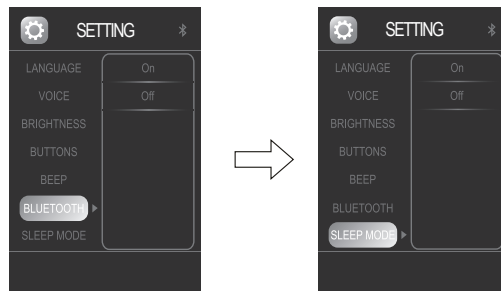 SETTING
LANGUAGE On
VOICE Off
BRIGHTNESS
BUTTONS
BEEP
BLUETOOTH
SLEEP MODE
SETTING
LANGUAGE On
VOICE Off
BRIGHTNESS
BUTTONS
BEEP
BLUETOOTH
SLEEP MODE